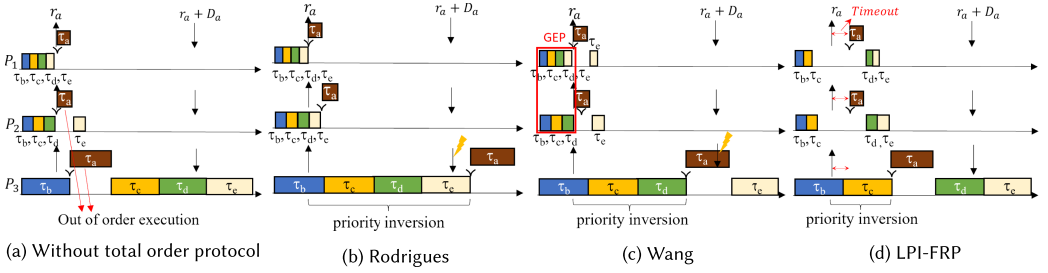 r_a
r_a + D_a
τ_a
P_1
τ_b,τ_c,τ_d,τ_e
τ_a
P_2
τ_b,τ_c,τ_d
τ_e
τ_a
P_3
τ_b
τ_c
τ_d
τ_e
Out of order execution
(a) Without total order protocol
r_a
r_a + D_a
τ_a
τ_b,τ_c,τ_d,τ_e
τ_a
τ_b,τ_c,τ_d,τ_e
τ_a
τ_b
τ_c
τ_d
τ_e
priority inversion
(b) Rodrigues
r_a
r_a + D_a
GEP
τ_a
τ_e
τ_b,τ_c,τ_d,τ_e
τ_a
τ_b,τ_c,τ_d
τ_e
τ_a
τ_b
τ_c
τ_d
τ_e
priority inversion
(c) Wang
r_a
Timeout
r_a + D_a
τ_a
τ_b,τ_c
τ_d,τ_e
τ_a
τ_b,τ_c
τ_d,τ_e
τ_a
τ_b
τ_c
τ_d
τ_e
priority inversion
(d) LPI-FRP